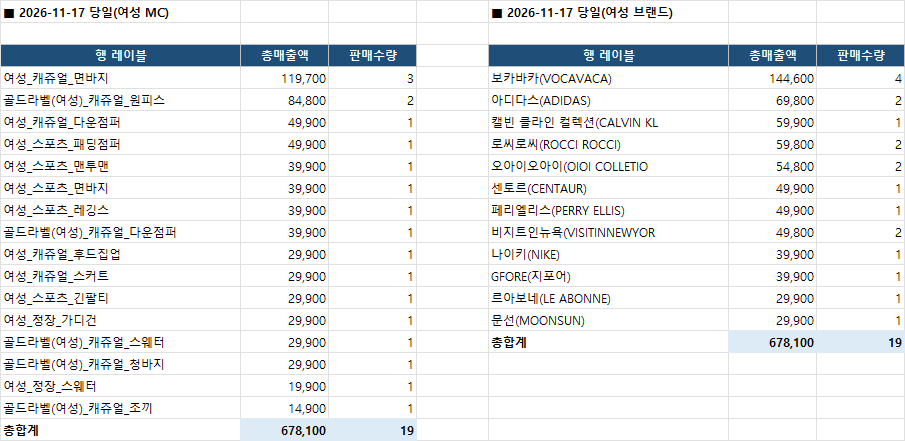 ■ 2026-11-17 당일(여성 MC)
행 레이블 총매출액 판매수량
여성_캐쥬얼_면바지 119,700 3
골드라벨(여성)_캐쥬얼_원피스 84,800 2
여성_캐쥬얼_다운점퍼 49,900 1
여성_스포츠_패딩점퍼 49,900 1
여성_스포츠_맨투맨 39,900 1
여성_스포츠_면바지 39,900 1
여성_스포츠_레깅스 39,900 1
골드라벨(여성)_캐쥬얼_다운점퍼 39,900 1
여성_캐쥬얼_후드집업 29,900 1
여성_캐쥬얼_스커트 29,900 1
여성_스포츠_긴팔티 29,900 1
여성_정장_가디건 29,900 1
골드라벨(여성)_캐쥬얼_스웨터 29,900 1
골드라벨(여성)_캐쥬얼_청바지 29,900 1
여성_정장_스웨터 19,900 1
골드라벨(여성)_캐쥬얼_조끼 14,900 1
총합계 678,100 19
■ 2026-11-17 당일(여성 브랜드)
행 레이블 총매출액 판매수량
보카바카(VOCAVACA) 144,600 4
아디다스(ADIDAS) 69,800 2
캘빈 클라인 컬렉션(CALVIN KL 59,900 1
로씨로씨(ROCCI ROCCI) 59,800 2
오아이오아이(OIOI COLLETIO 54,800 2
센토르(CENTAUR) 49,900 1
페리엘리스(PERRY ELLIS) 49,900 1
비지트인뉴욕(VISITINNEWYOR 49,800 2
나이키(NIKE) 39,900 1
GFORE(지포어) 39,900 1
르아보네(LE ABONNE) 29,900 1
문선(MOONSUN) 29,900 1
총합계 678,100 19